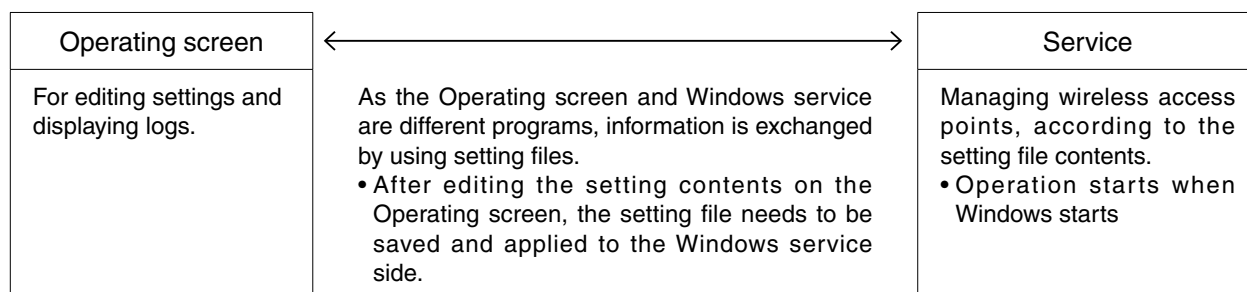 Operating screen
For editing settings and
displaying logs.
As the Operating screen and Windows service
are different programs, information is exchanged
by using setting files.
• After editing the setting contents on the
Operating screen, the setting file needs to be
saved and applied to the Windows service
side.
Service
Managing wireless access
points, according to the
setting file contents.
• Operation starts when
Windows starts